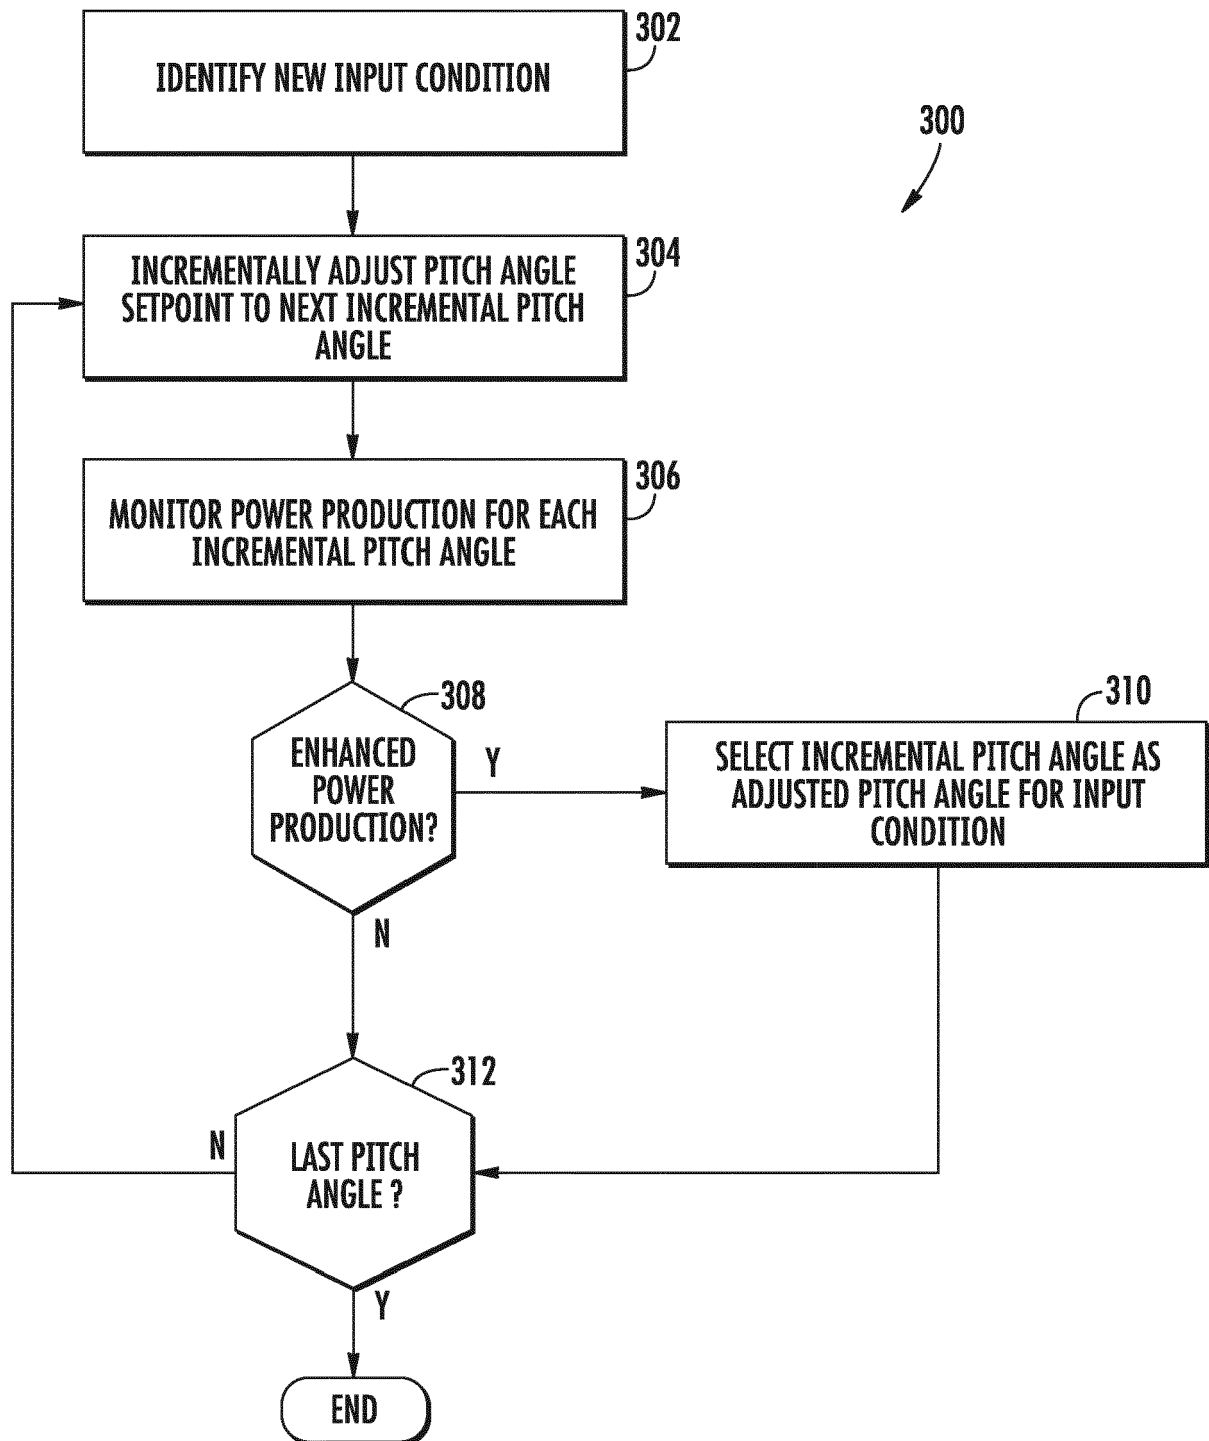 302
IDENTIFY NEW INPUT CONDITION
300
304
INCREMENTALLY ADJUST PITCH ANGLE
SETPOINT TO NEXT INCREMENTAL PITCH
ANGLE
306
MONITOR POWER PRODUCTION FOR EACH
INCREMENTAL PITCH ANGLE
308
ENHANCED
POWER
PRODUCTION?
Y
310
SELECT INCREMENTAL PITCH ANGLE AS
ADJUSTED PITCH ANGLE FOR INPUT
CONDITION
N
312
N
LAST PITCH
ANGLE ?
Y
END